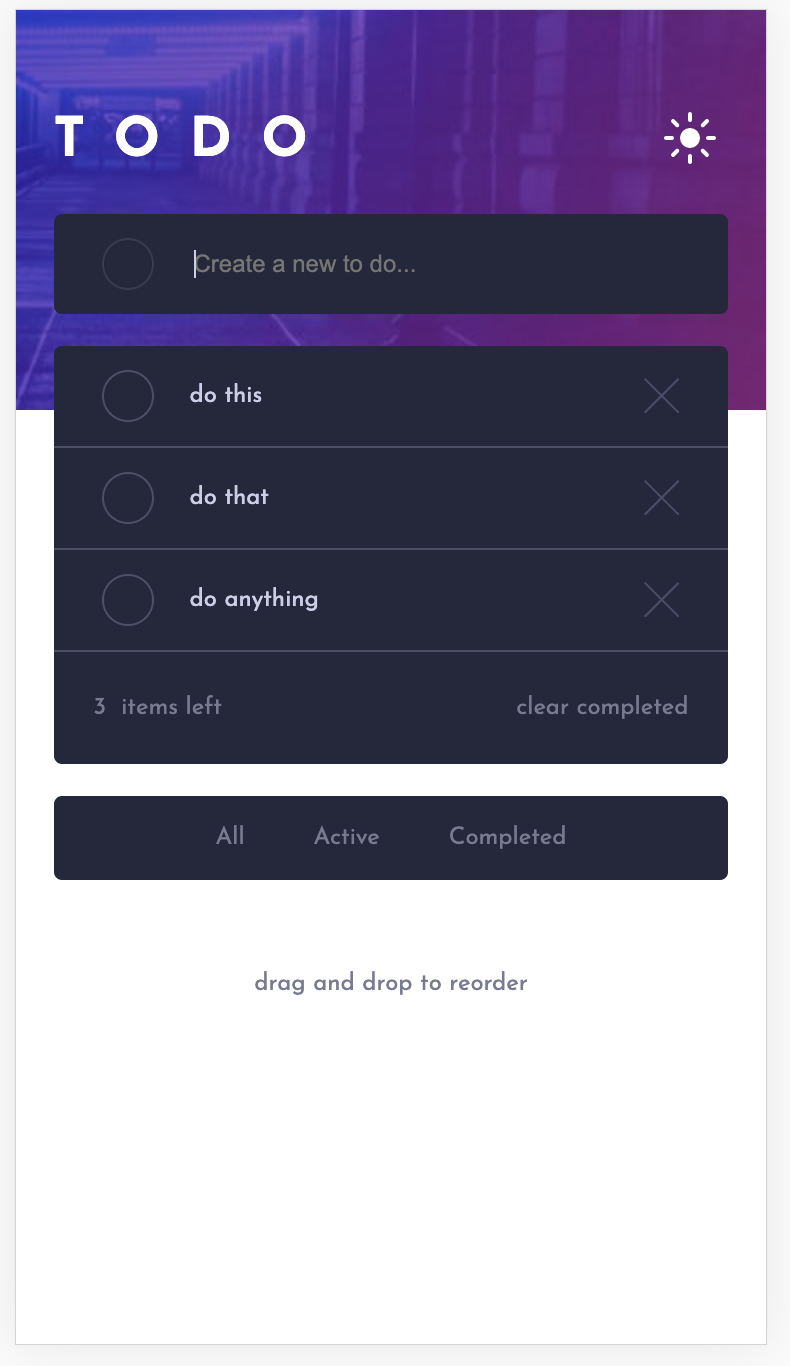 TODO
Create a new to do...
do this
do that
do anything
3 items left clear completed
All Active Completed
drag and drop to reorder